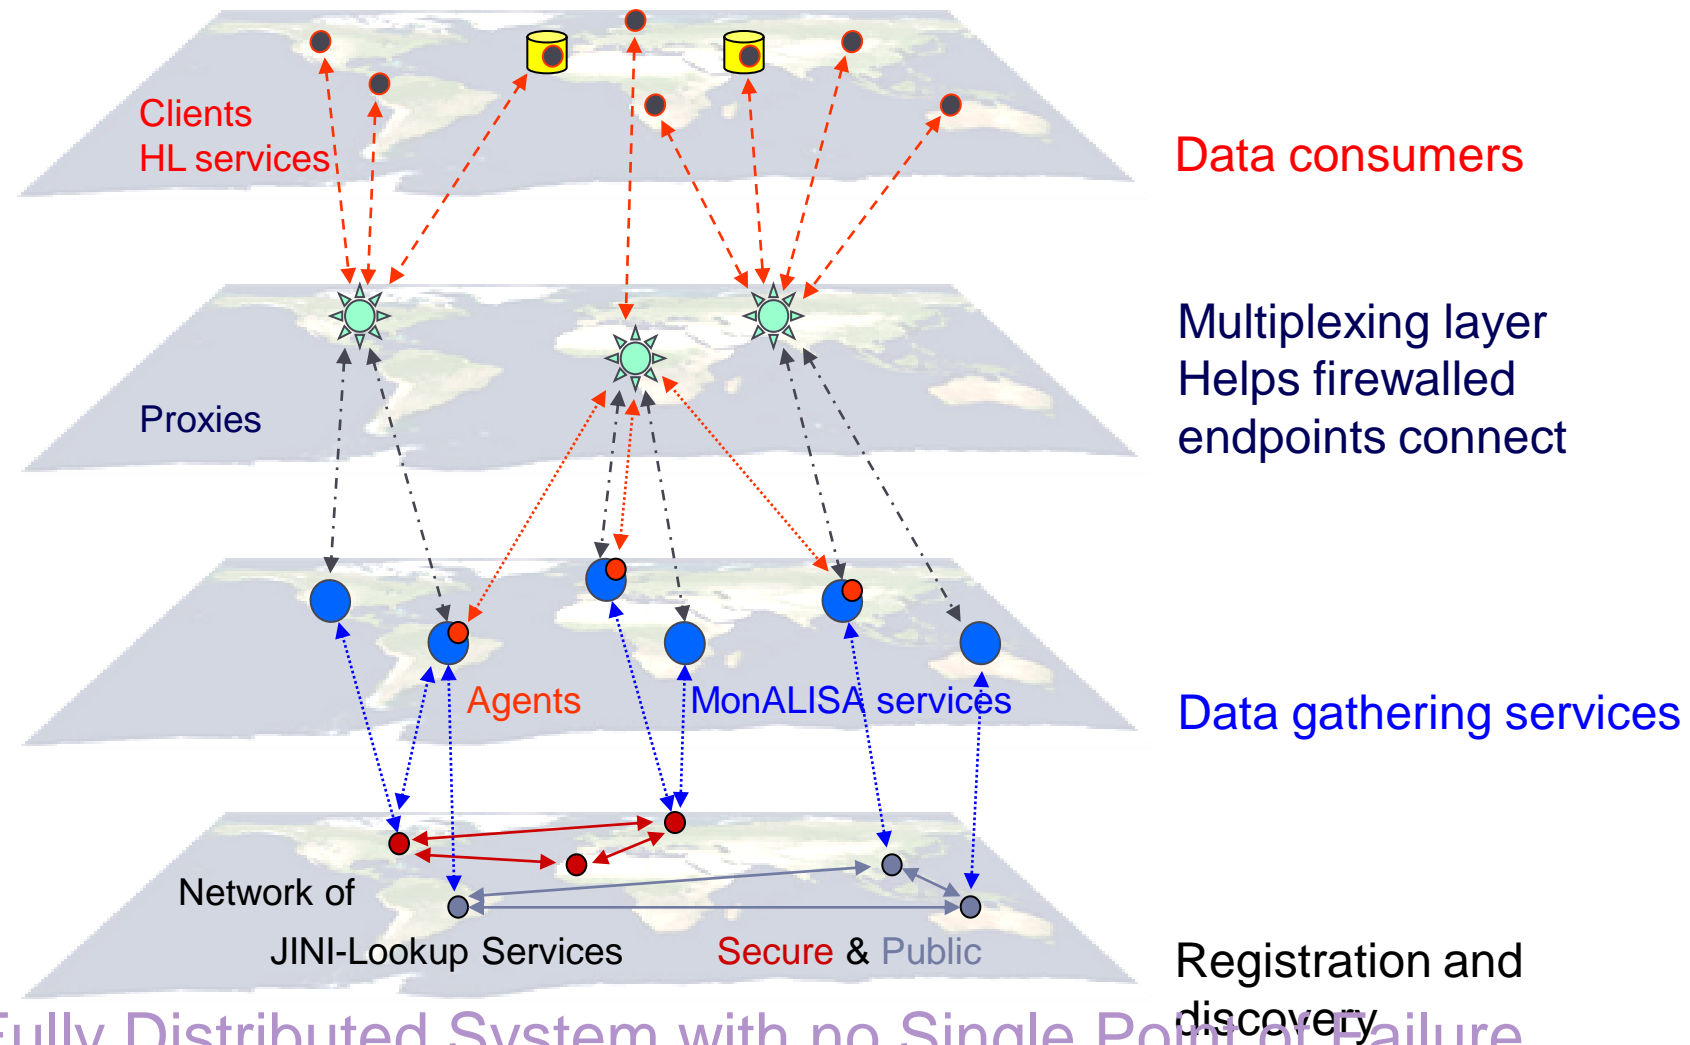 Clients
HL services
Data consumers
Multiplexing layer
Helps firewalled
endpoints connect
Proxies
Agents
MonALISA services
Data gathering services
Network of
JINI-Lookup Services
Secure & Public
Registration and
discovery
Fully Distributed System with no Single Point of Failure